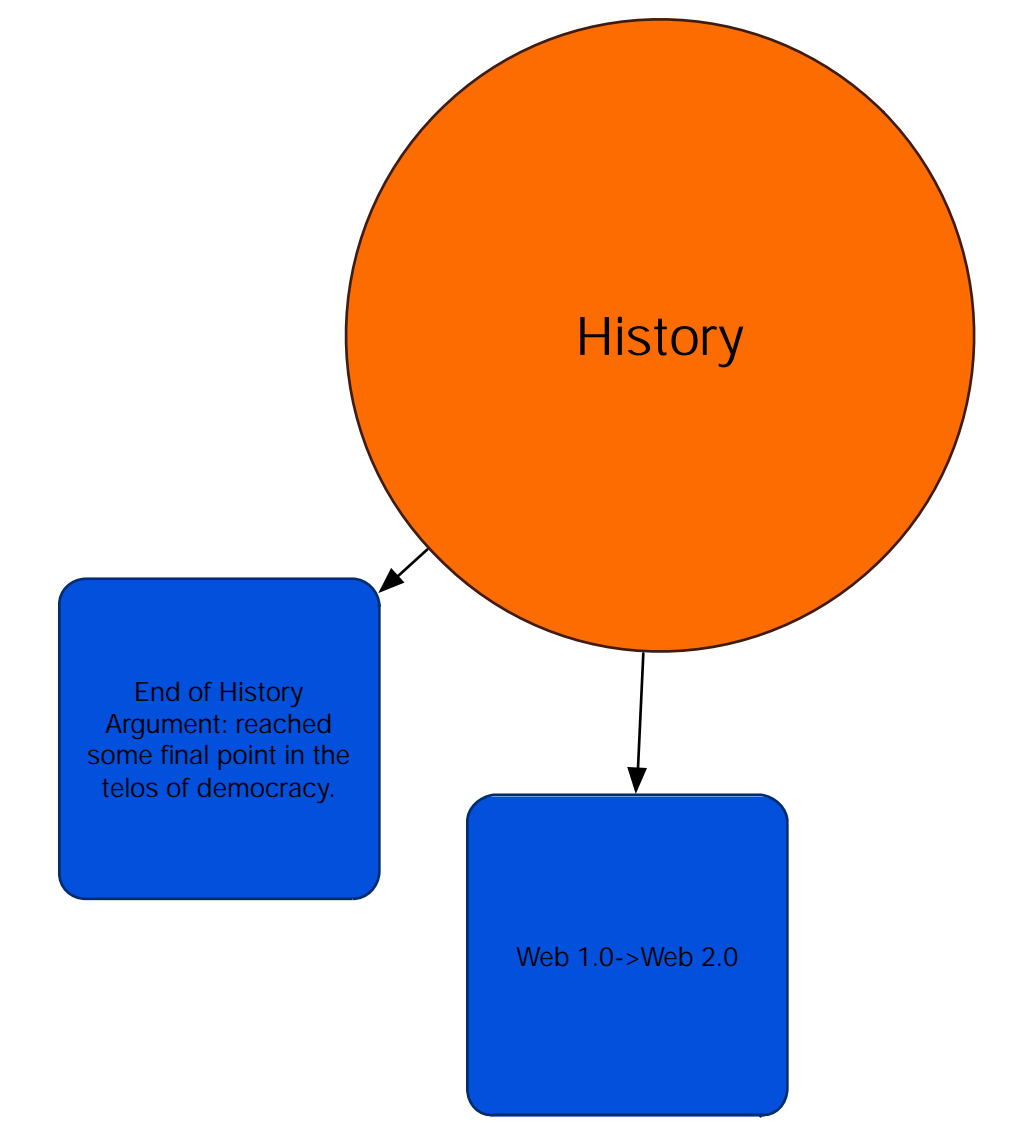 History
End of History
Argument: reached
some final point in the
telos of democracy.
Web 1.0->Web 2.0